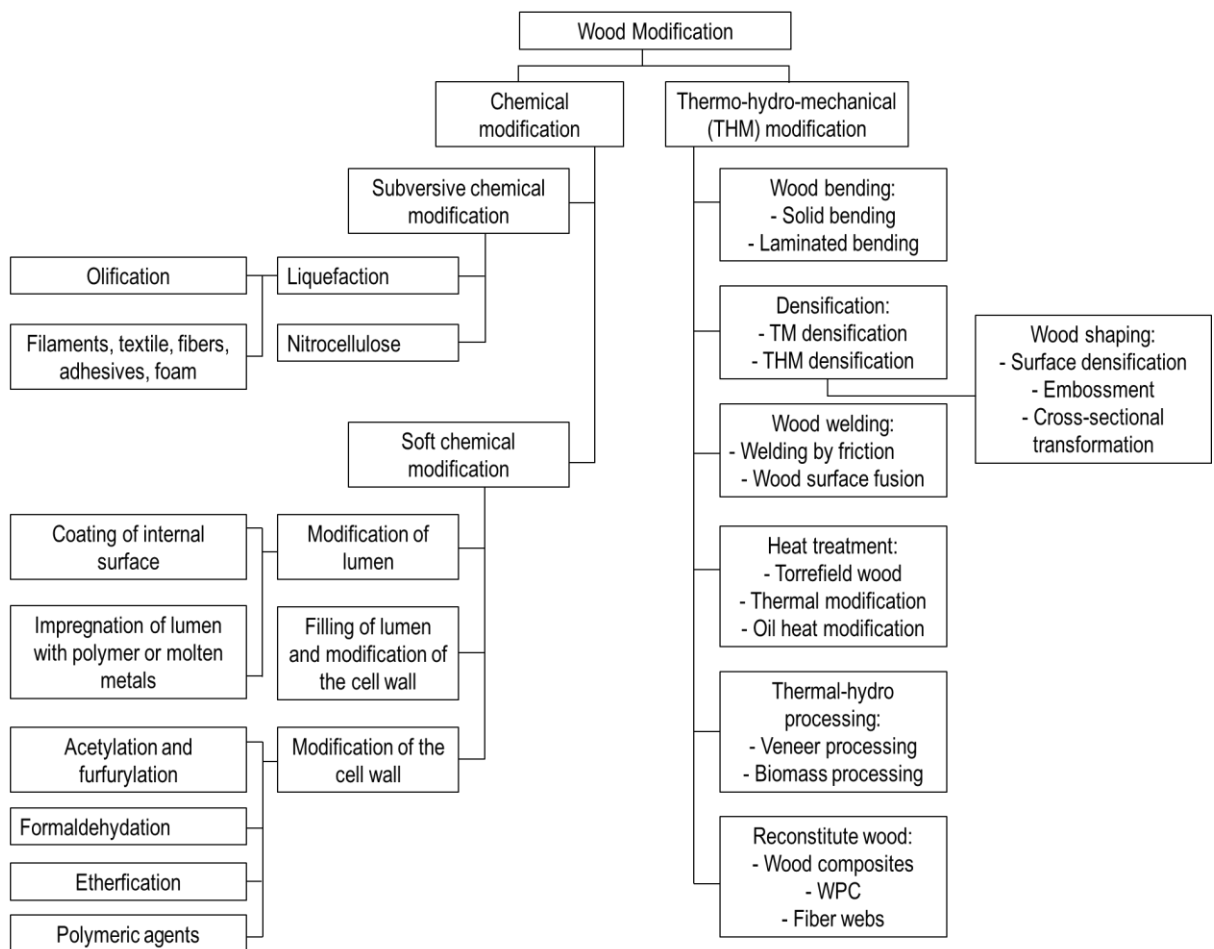 Wood Modification
Chemical
modification
Thermo-hydro-mechanical
(THM) modification
Subversive chemical
modification
Olification
Liquefaction
Filaments, textile, fibers,
adhesives, foam
Nitrocellulose
Soft chemical
modification
Coating of internal
surface
Modification of
lumen
Impregnation of lumen
with polymer or molten
metals
Filling of lumen
and modification of
the cell wall
Acetylation and
furfurylation
Modification of the
cell wall
Formaldehydation
Etherfication
Polymeric agents
Wood bending:
- Solid bending
- Laminated bending
Densification:
- TM densification
- THM densification
Wood shaping:
- Surface densification
- Embossment
- Cross-sectional
transformation
Wood welding:
- Welding by friction
- Wood surface fusion
Heat treatment:
- Torrefield wood
- Thermal modification
- Oil heat modification
Thermal-hydro
processing:
- Veneer processing
- Biomass processing
Reconstitute wood:
- Wood composites
- WPC
- Fiber webs